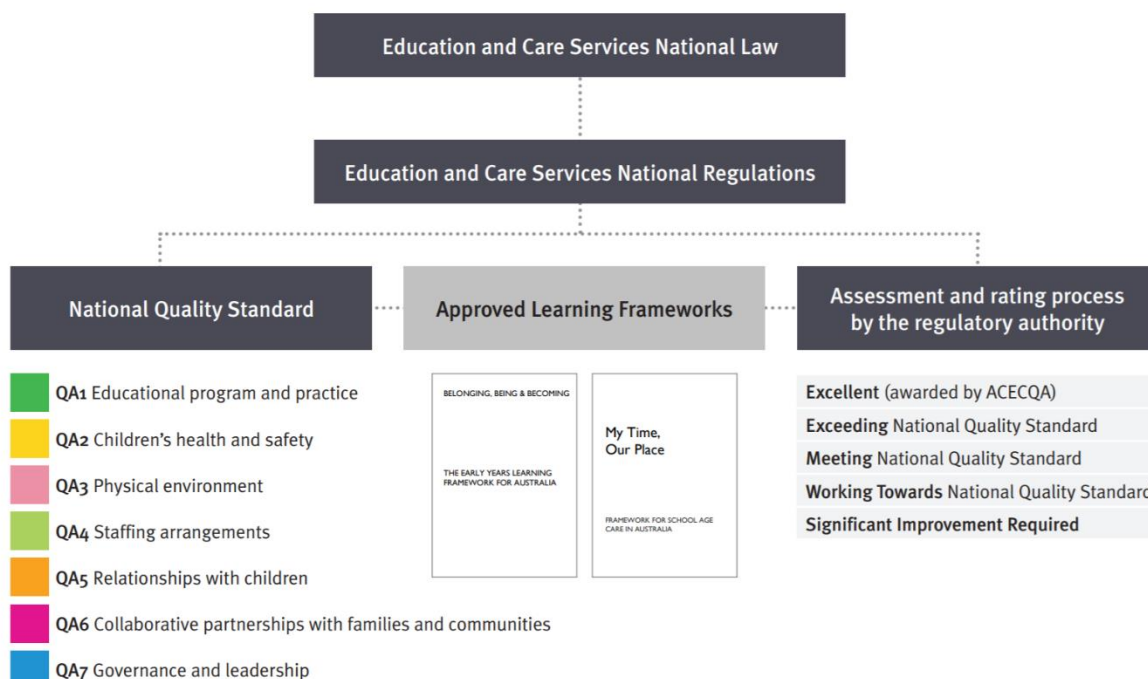 Education and Care Services National Law
Education and Care Services National Regulations
National Quality Standard
Approved Learning Frameworks
Assessment and rating process
by the regulatory authority
QA1 Educational program and practice
QA2 Children's health and safety
QA3 Physical environment
QA4 Staffing arrangements
QA5 Relationships with children
QA6 Collaborative partnerships with families and communities
QA7 Governance and leadership
BELONGING, BEING & BECOMING
THE EARLY YEARS LEARNING
FRAMEWORK FOR AUSTRALIA
My Time,
Our Place
FRAMEWORK FOR SCHOOL AGE
CARE IN AUSTRALIA
Excellent (awarded by ACECQA)
Exceeding National Quality Standard
Meeting National Quality Standard
Working Towards National Quality Standard
Significant Improvement Required